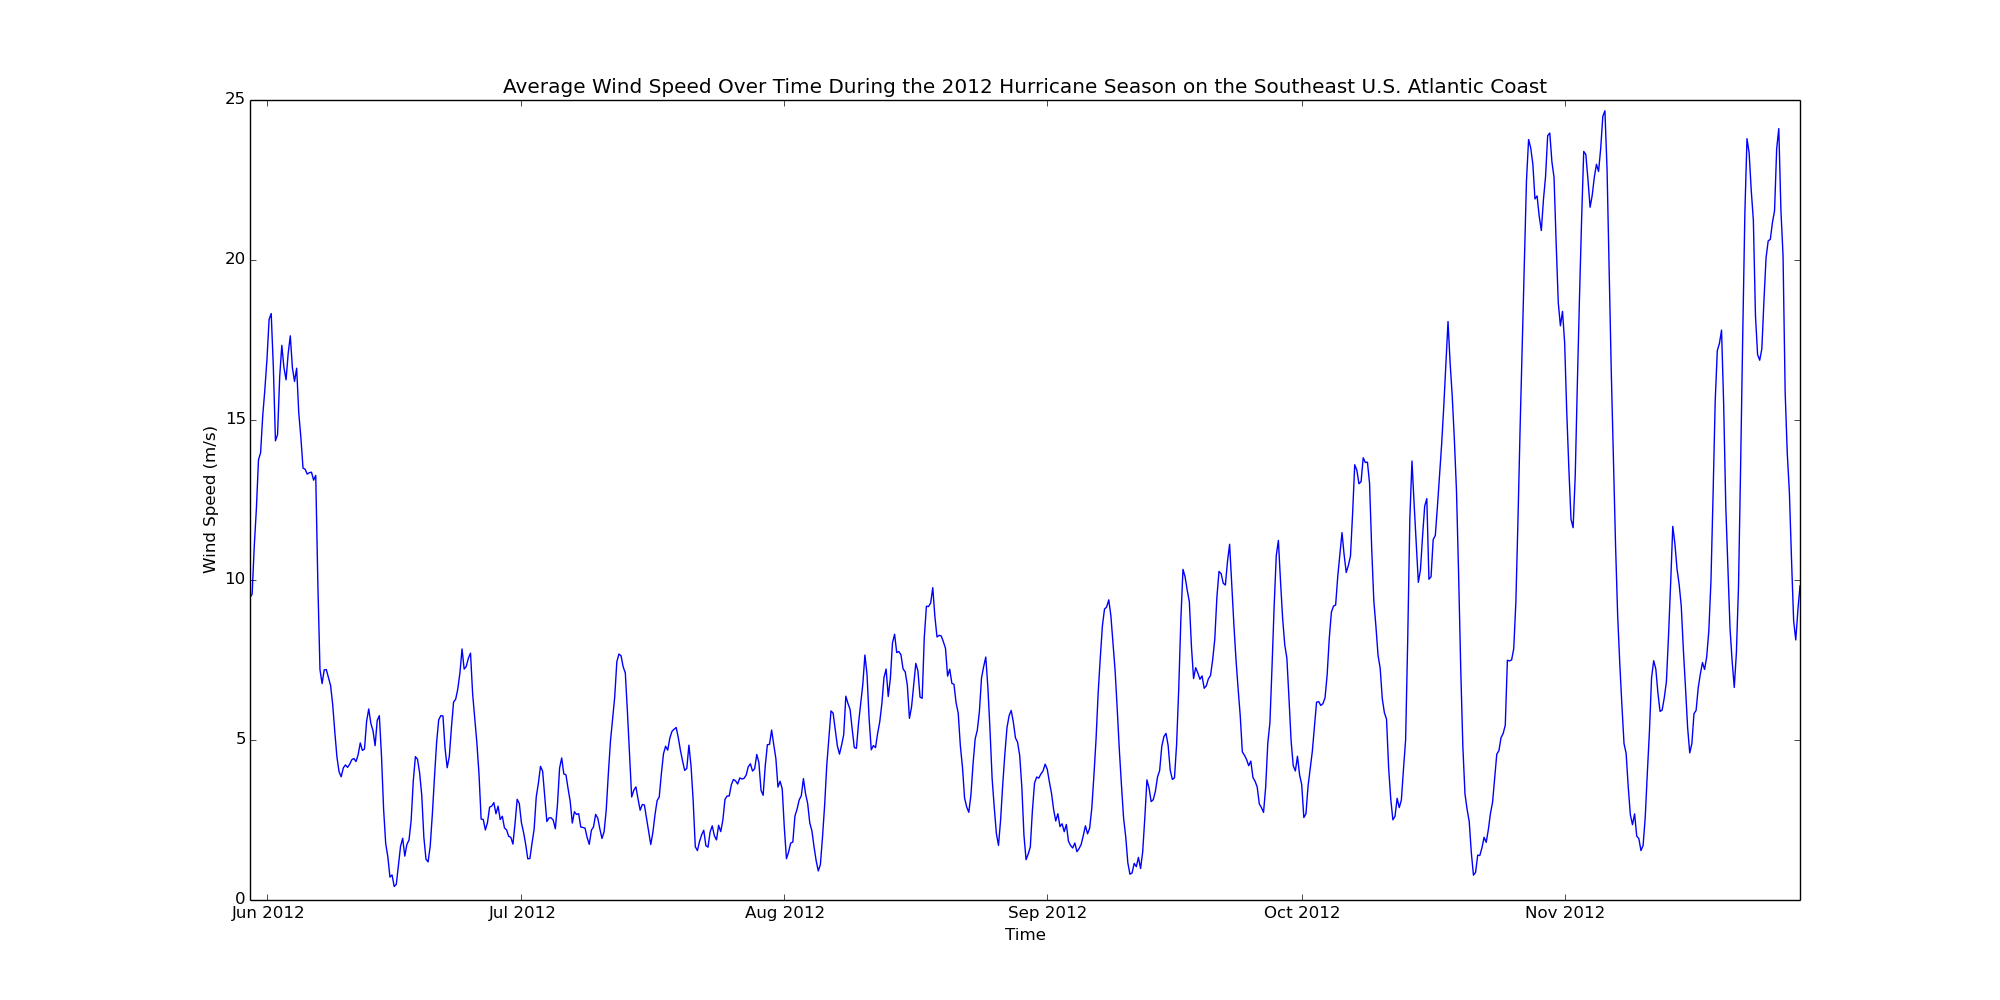 Average Wind Speed Over Time During the 2012 Hurricane Season on the Southeast U.S. Atlantic Coast
25
20
15
10
5
0
Wind Speed (m/s)
Jun 2012
Jul 2012
Aug 2012
Sep 2012
Oct 2012
Nov 2012
Time